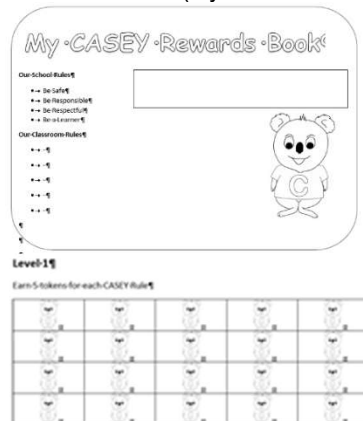 My·CASEY·Rewards·Book¶
Our·School·Rules¶
•→Be·Safe¶
•→Be·Responsible¶
•→Be·Respectful¶
•→Be·a·Learner¶
Our·Classroom·Rules¶
•→·¶
•→·¶
•→·¶
•→·¶
¶
¶
C
Level·1¶
Earn·5·tokens·for·each·CASEY·Rule¶